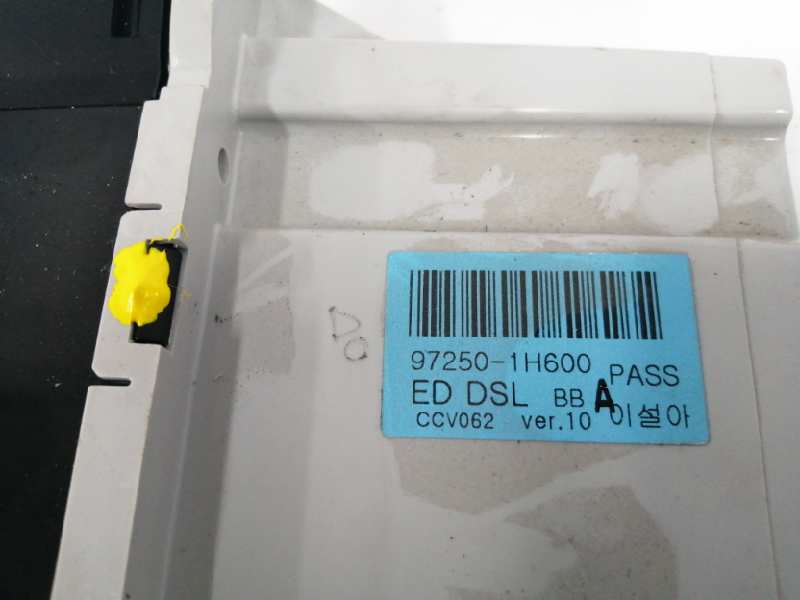 97250-1H600 PASS
ED DSL BB A
CCV062 ver.10 이설아
DO